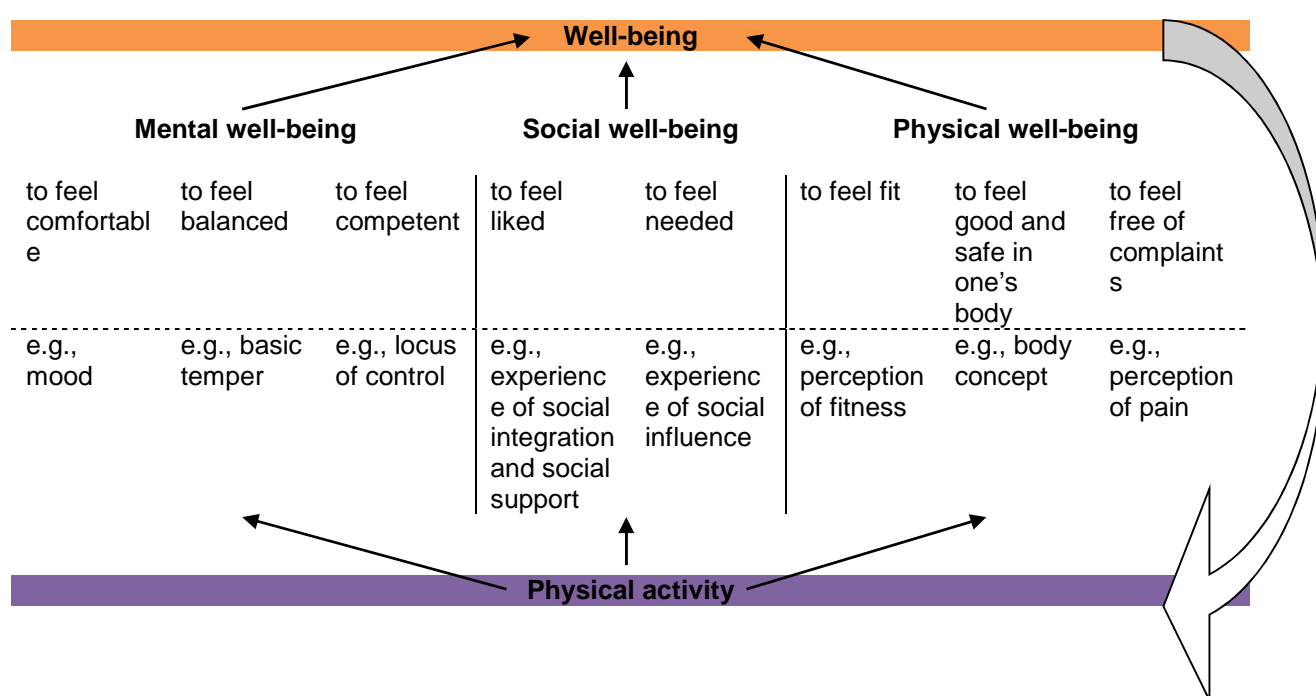 Well-being
Mental well-being
Social well-being
Physical well-being
to feel
comfortabl
e
to feel
balanced
to feel
competent
to feel
liked
to feel
needed
to feel fit
to feel
good and
safe in
one's
body
to feel
free of
complaint
s
e.g.,
mood
e.g., basic
temper
e.g., locus
of control
e.g.,
experienc
e of social
integration
and social
support
e.g.,
experienc
e of social
influence
e.g.,
perception
of fitness
e.g., body
concept
e.g.,
perception
of pain
Physical activity